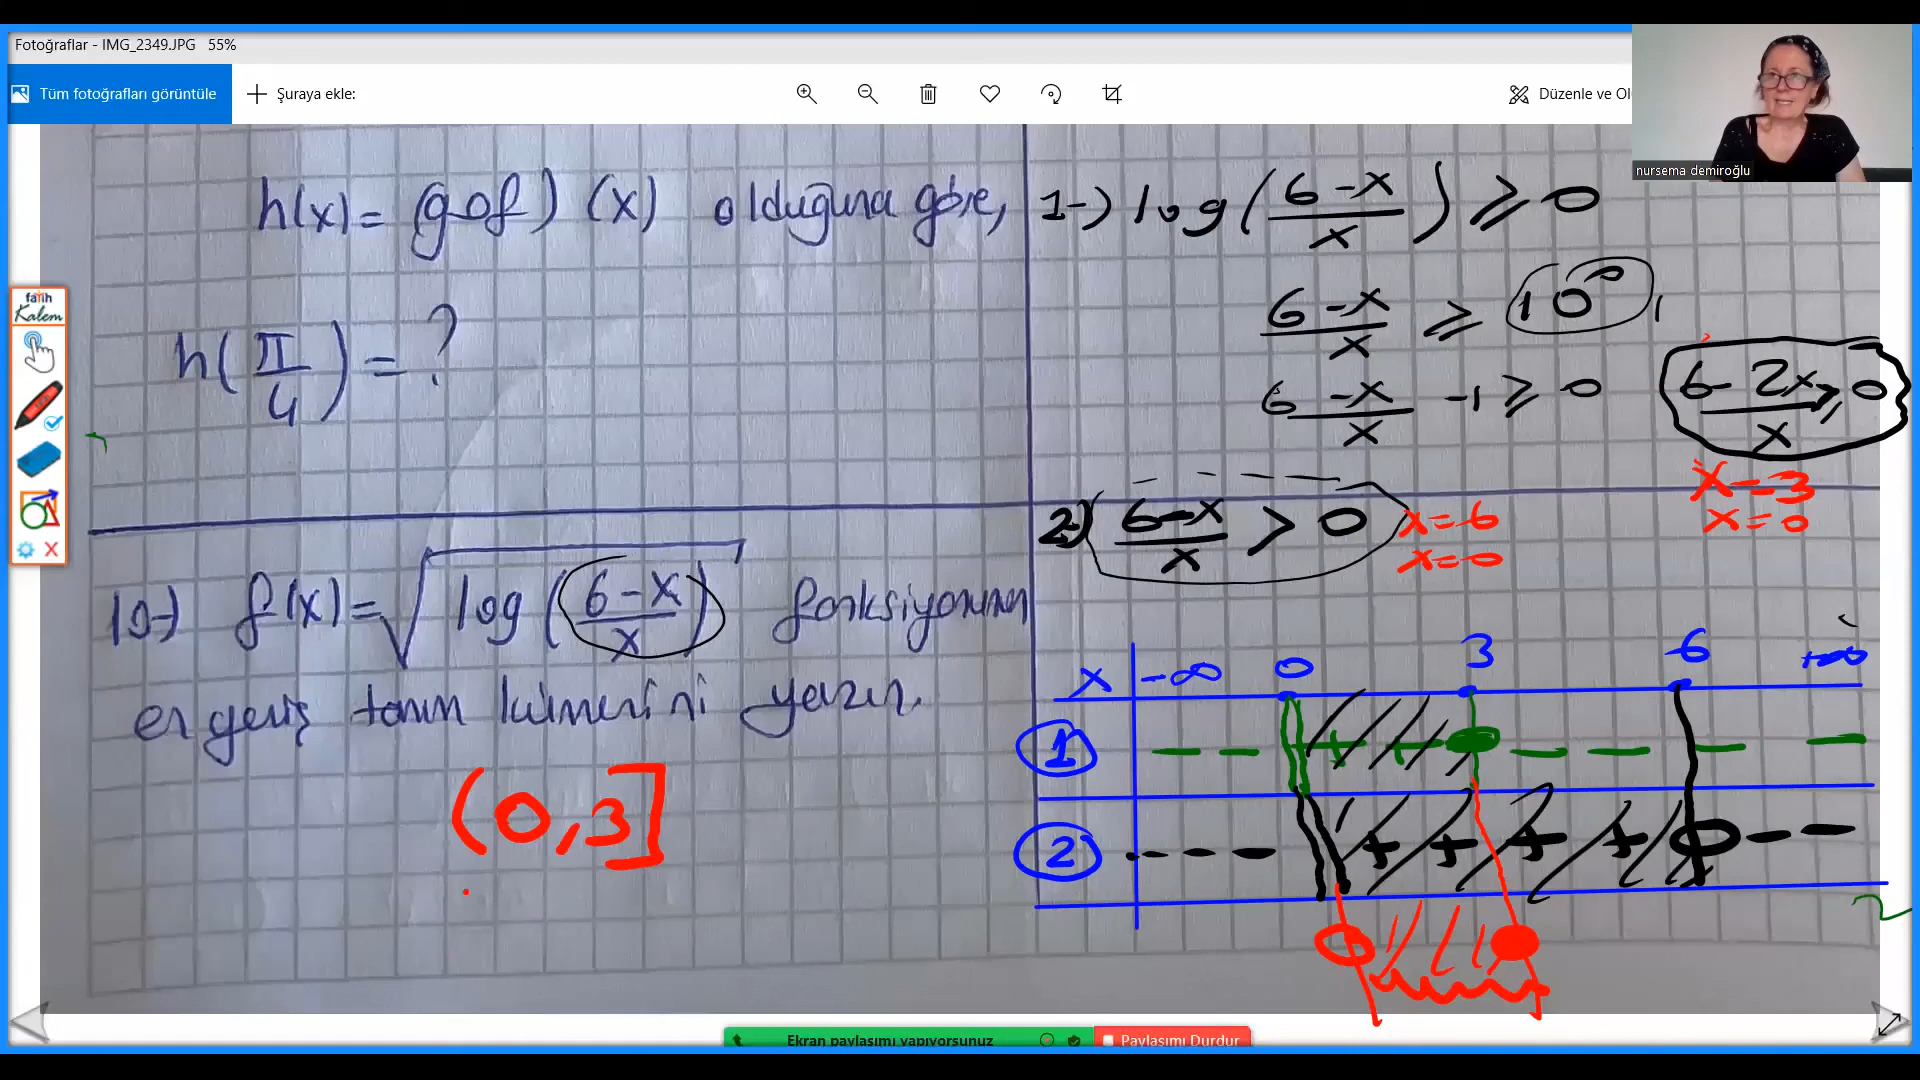 Fotoğraflar - IMG_2349.JPG 55%
Tüm fotoğrafları görüntüle
Şuraya ekle:
Düzenle ve Ol
nursema demiroğlu
fatih
Kalem
h(x) = (gof) (x) olduğuna göre,
h(π/4) = ?
10-) f(x) = √log((6-x)/x) fonksiyonunun
en geniş tanım kümesini yazın.
(0,3]
1-) log((6-x)/x) ≥ 0
(6-x)/x ≥ 10⁰
(6-x)/x -1 ≥ 0
(6-2x)/x ≥ 0
x=3
x=0
2-) (6-x)/x > 0
x=6
x=0
x -∞ 0 3 6 +∞
1 - - + + - - - -
2 - - - - + + + + - -
Ekran paylaşımı yapıyorsunuz
Paylaşımı Durdur